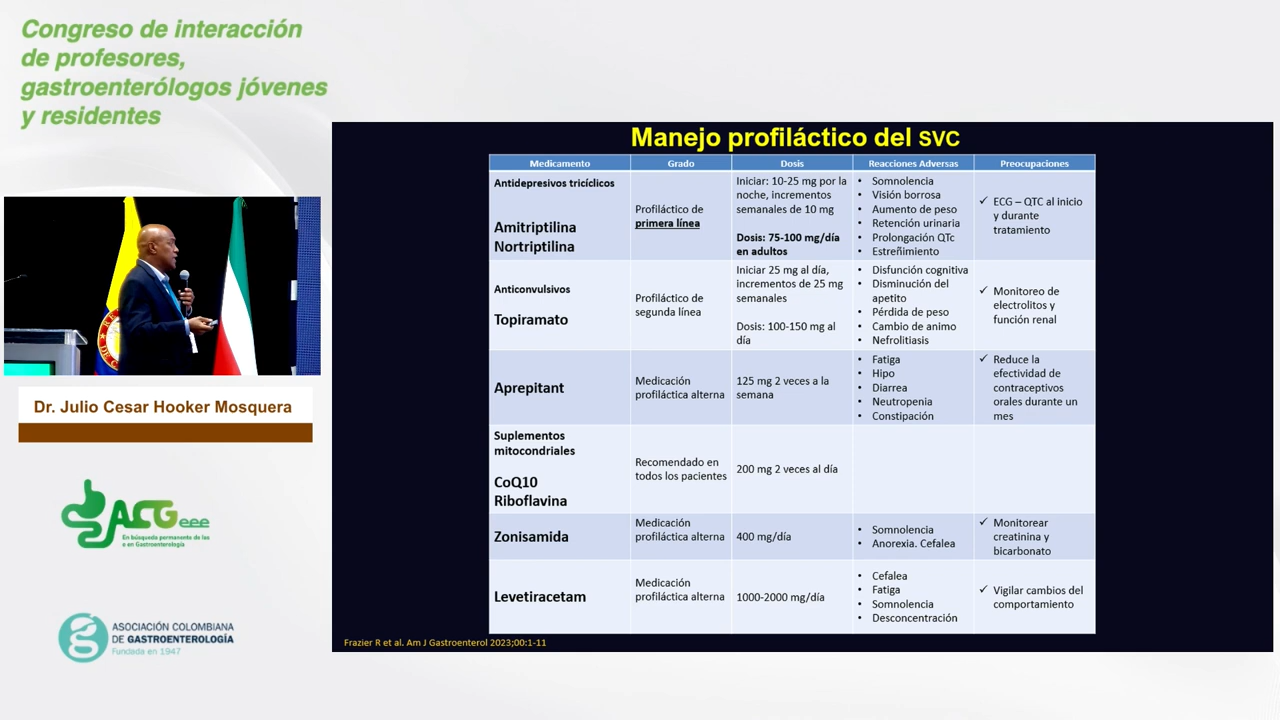 Congreso de interacción
de profesores,
gastroenterólogos jóvenes
y residentes
Manejo profiláctico del SVC
Medicamento
Grado
Dosis
Reacciones Adversas
Preocupaciones
Antidepresivos tricíclicos
Amitriptilina
Nortriptilina
Profiláctico de
primera línea
Iniciar: 10-25 mg por la
noche, incrementos
semanales de 10 mg
Dosis: 75-100 mg/día
en adultos
• Somnolencia
• Visión borrosa
• Aumento de peso
• Retención urinaria
• Prolongación QTc
• Estreñimiento
✓ ECG – QTC al inicio
y durante
tratamiento
Anticonvulsivos
Topiramato
Profiláctico de
segunda línea
Iniciar 25 mg al día,
incrementos de 25 mg
semanales
Dosis: 100-150 mg al
día
• Disfunción cognitiva
• Disminución del
apetito
• Pérdida de peso
• Cambio de animo
• Nefrolitiasis
✓ Monitoreo de
electrolitos y
función renal
Aprepitant
Medicación
profiláctica alterna
125 mg 2 veces a la
semana
• Fatiga
• Hipo
• Diarrea
• Neutropenia
• Constipación
✓ Reduce la
efectividad de
contraceptivos
orales durante un
mes
Suplementos
mitocondriales
CoQ10
Riboflavina
Recomendado en
todos los pacientes
200 mg 2 veces al día
Zonisamida
Medicación
profiláctica alterna
400 mg/día
• Somnolencia
• Anorexia. Cefalea
✓ Monitorear
creatinina y
bicarbonato
Levetiracetam
Medicación
profiláctica alterna
1000-2000 mg/día
• Cefalea
• Fatiga
• Somnolencia
• Desconcentración
✓ Vigilar cambios del
comportamiento
Frazier R et al. Am J Gastroenterol 2023;00:1-11
Dr. Julio Cesar Hooker Mosquera
ACGeee
En búsqueda permanente de las
e en Gastroenterología
ASOCIACIÓN COLOMBIANA
DE GASTROENTEROLOGÍA
Fundada en 1947